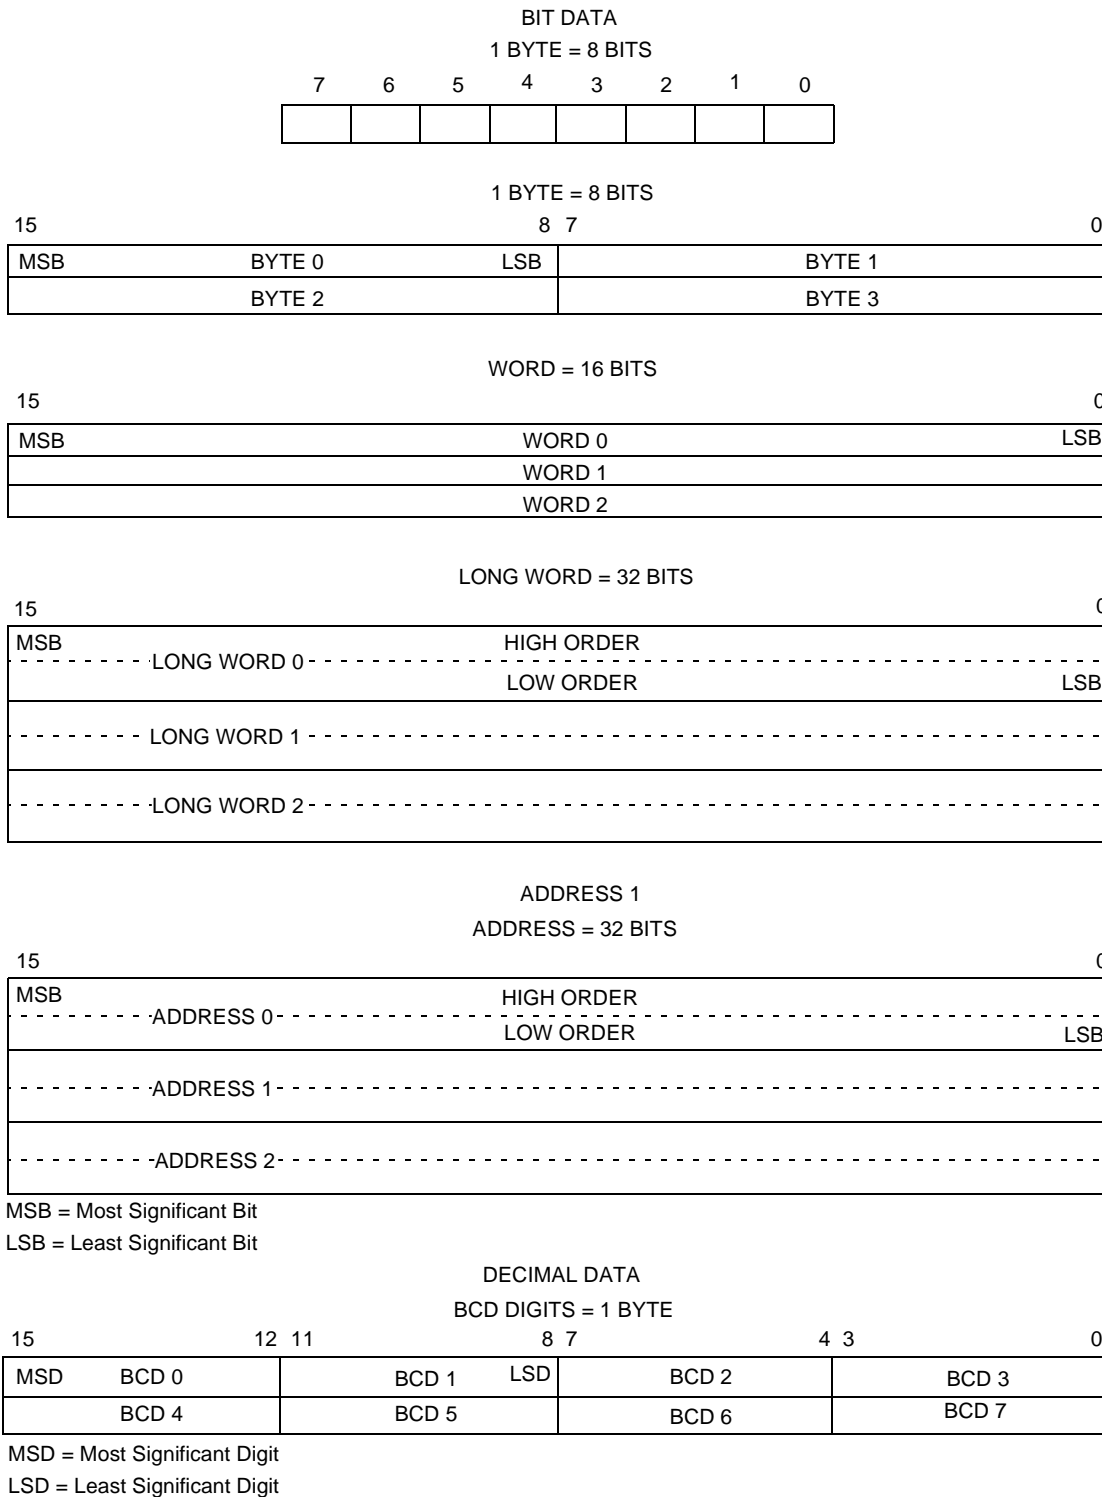 BIT DATA
1 BYTE = 8 BITS
7 6 5 4 3 2 1 0
1 BYTE = 8 BITS
15 8 7 0
MSB BYTE 0 LSB BYTE 1
BYTE 2 BYTE 3
WORD = 16 BITS
15 0
MSB WORD 0 LSB
WORD 1
WORD 2
LONG WORD = 32 BITS
15 0
MSB HIGH ORDER
LONG WORD 0
LOW ORDER LSB
LONG WORD 1
LONG WORD 2
ADDRESS 1
ADDRESS = 32 BITS
15 0
MSB HIGH ORDER
ADDRESS 0
LOW ORDER LSB
ADDRESS 1
ADDRESS 2
MSB = Most Significant Bit
LSB = Least Significant Bit
DECIMAL DATA
BCD DIGITS = 1 BYTE
15 12 11 8 7 4 3 0
MSD BCD 0 BCD 1 LSD BCD 2 BCD 3
BCD 4 BCD 5 BCD 6 BCD 7
MSD = Most Significant Digit
LSD = Least Significant Digit